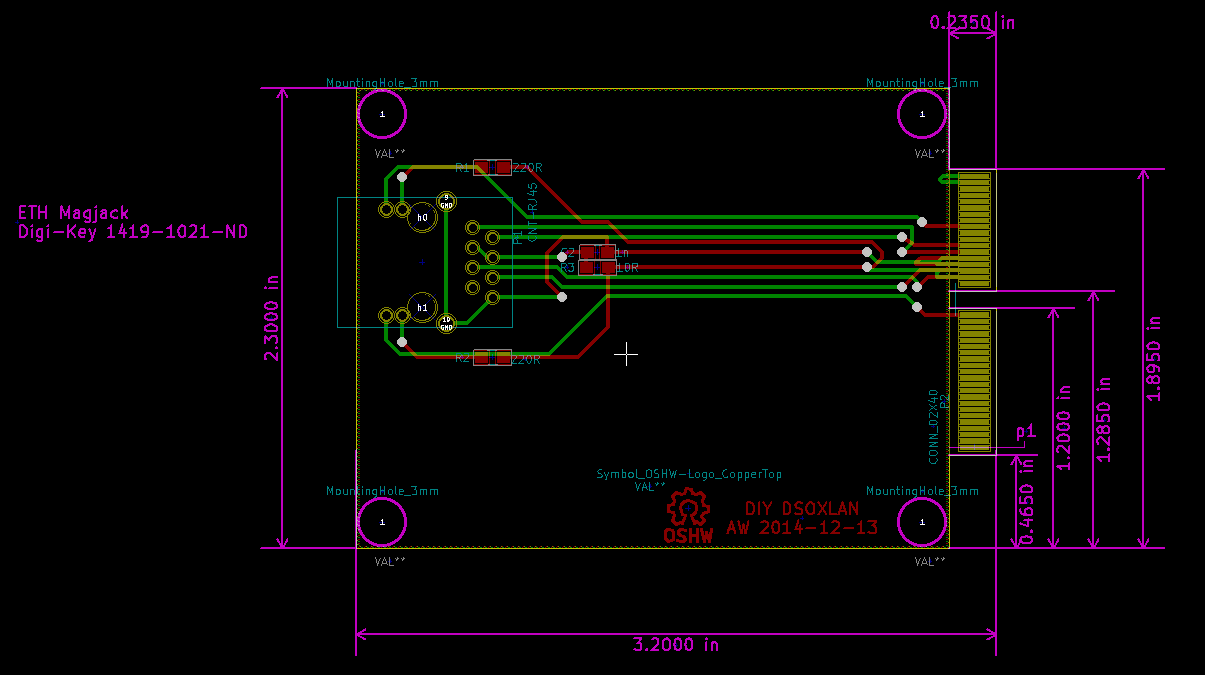 0.2350 in
MountingHole_3mm
MountingHole_3mm
1
1
VAL**
VAL**
R1
220R
ETH Magjack
Digi-Key 1419-1021-ND
9
GND
h0
CNTI-RJ45
1n
R3
10R
h1
10
GND
R2
220R
2.3000 in
1.8950 in
1.2850 in
1.2000 in
0.4650 in
CONN_02X40
P2
p1
Symbol_OSHW-Logo_CopperTop
VAL**
MountingHole_3mm
MountingHole_3mm
1
1
OSHW
DIY DSOXLAN
AW 2014-12-13
VAL**
VAL**
3.2000 in